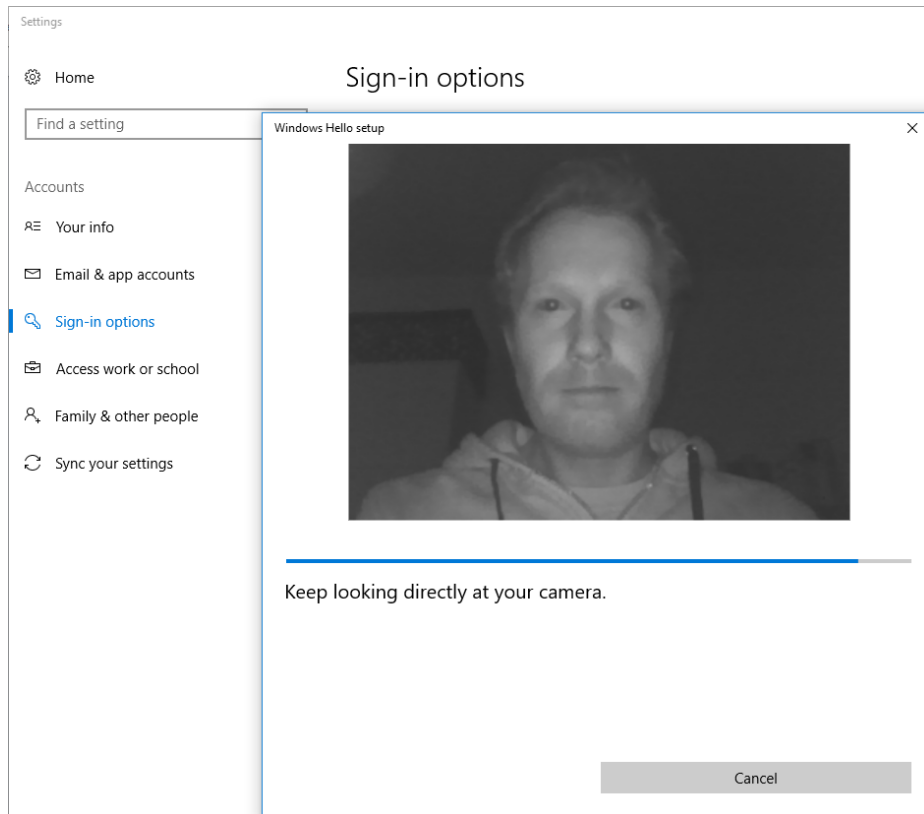 Settings
Home
Sign-in options
Find a setting
Windows Hello setup
Accounts
Your info
Email & app accounts
Sign-in options
Access work or school
Family & other people
Sync your settings
Keep looking directly at your camera.
Cancel